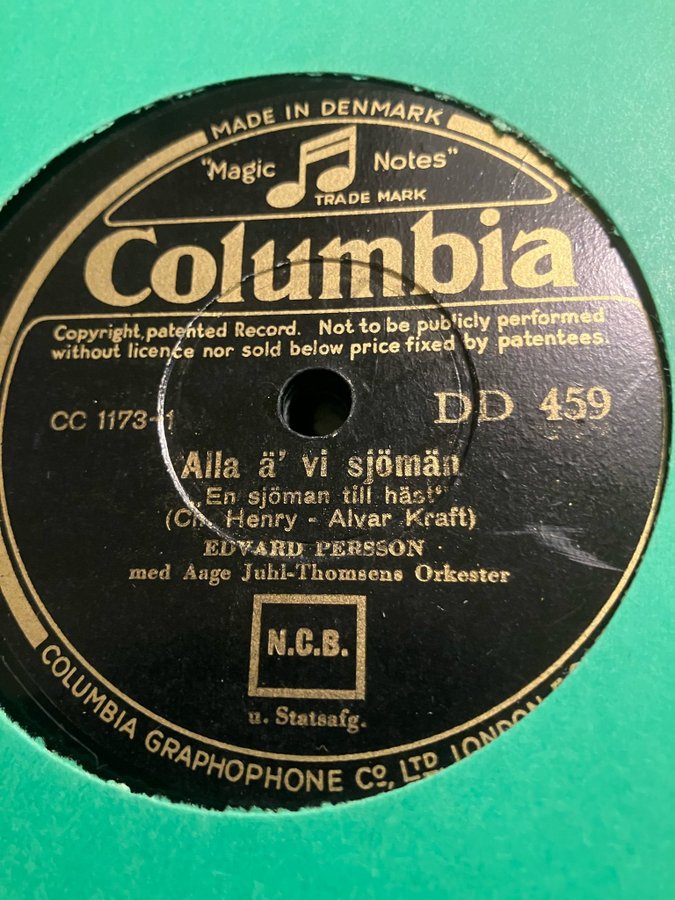 MADE IN DENMARK
"Magic Notes"
TRADE MARK
Columbia
Copyright, patented Record. Not to be publicly performed
without licence nor sold below price fixed by patentees.
CC 1173-1 DD 459
Alla ä' vi sjömän
„En sjöman till häst"
(Ch. Henry - Alvar Kraft)
EDVARD PERSSON
med Aage Juhl-Thomsens Orkester
N.C.B.
u. Statsafg.
COLUMBIA GRAPHOPHONE CO., LTD. LONDON